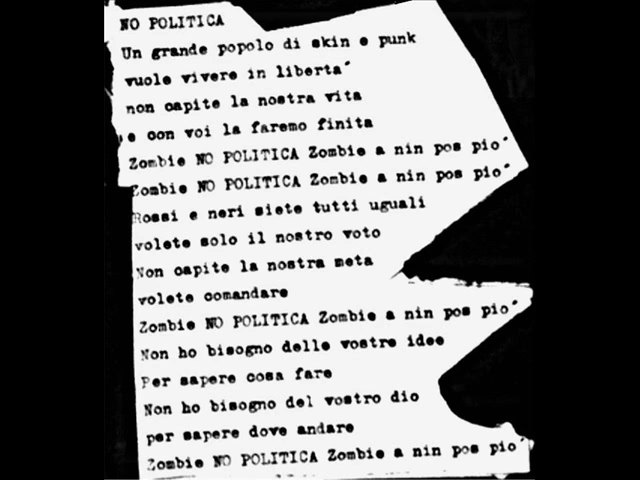 NO POLITICA
Un grande popolo di skin e punk
vuole vivere in liberta´
non capite la nostra vita
e con voi la faremo finita
Zombie NO POLITICA Zombie a nin pos pio´
Zombie NO POLITICA Zombie a nin pos pio´
Rossi e neri siete tutti uguali
volete solo il nostro voto
Non capite la nostra meta
volete comandare
Zombie NO POLITICA Zombie a nin pos pio´
Non ho bisogno delle vostre idee
Per sapere cosa fare
Non ho bisogno del vostro dio
per sapere dove andare
Zombie NO POLITICA Zombie a nin pos pio´